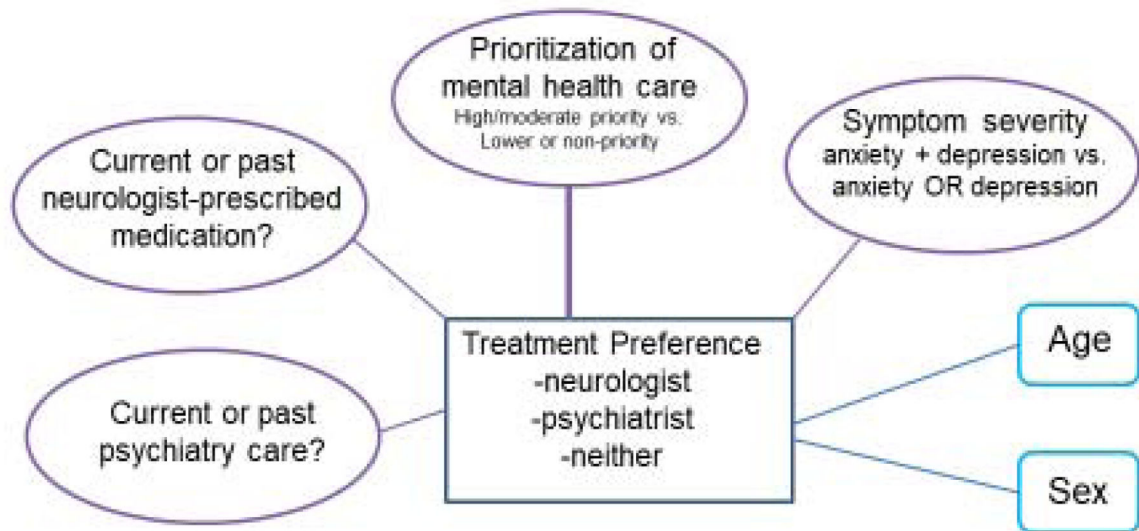 Prioritization of
mental health care
High/moderate priority vs.
Lower or non-priority
Current or past
neurologist-prescribed
medication?
Symptom severity
anxiety + depression vs.
anxiety OR depression
Treatment Preference
-neurologist
-psychiatrist
-neither
Age
Current or past
psychiatry care?
Sex